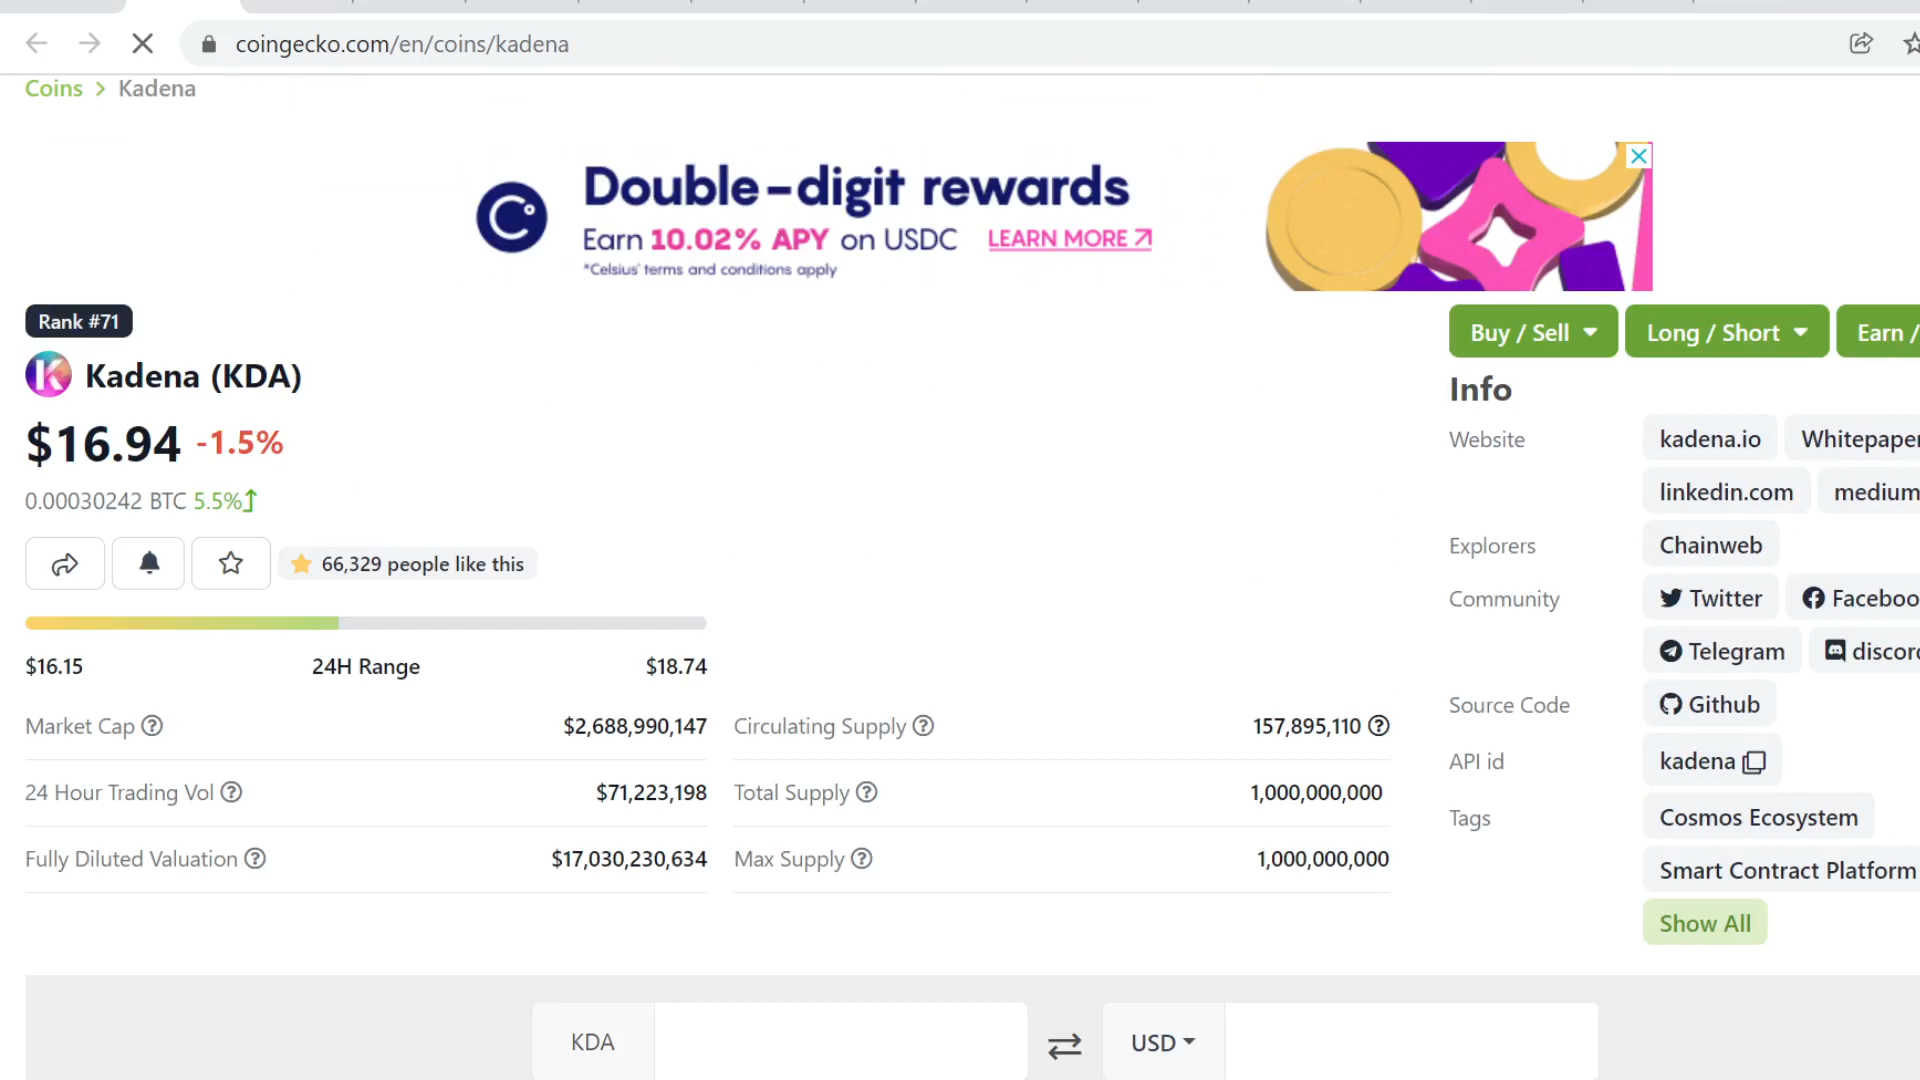 coingecko.com/en/coins/kadena
Coins > Kadena
Double-digit rewards
Earn 10.02% APY on USDC LEARN MORE
*Celsius' terms and conditions apply
Rank #71
Kadena (KDA)
$16.94 -1.5%
0.00030242 BTC 5.5%
66,329 people like this
$16.15 24H Range $18.74
Market Cap $2,688,990,147
24 Hour Trading Vol $71,223,198
Fully Diluted Valuation $17,030,230,634
Circulating Supply 157,895,110
Total Supply 1,000,000,000
Max Supply 1,000,000,000
Buy / Sell Long / Short Earn /
Info
Website kadena.io Whitepaper
linkedin.com medium
Explorers Chainweb
Community Twitter Faceboo
Telegram discord
Source Code Github
API id kadena
Tags Cosmos Ecosystem
Smart Contract Platform
Show All
KDA USD